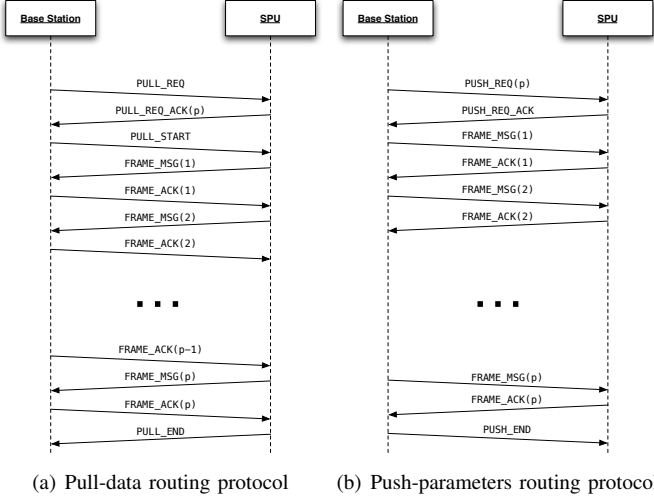 Base Station
SPU
PULL_REQ
PULL_REQ_ACK(p)
PULL_START
FRAME_MSG(1)
FRAME_ACK(1)
FRAME_MSG(2)
FRAME_ACK(2)
...
FRAME_ACK(p-1)
FRAME_MSG(p)
FRAME_ACK(p)
PULL_END
(a) Pull-data routing protocol
Base Station
SPU
PUSH_REQ(p)
PUSH_REQ_ACK
FRAME_MSG(1)
FRAME_ACK(1)
FRAME_MSG(2)
FRAME_ACK(2)
...
FRAME_MSG(p)
FRAME_ACK(p)
PUSH_END
(b) Push-parameters routing protoco